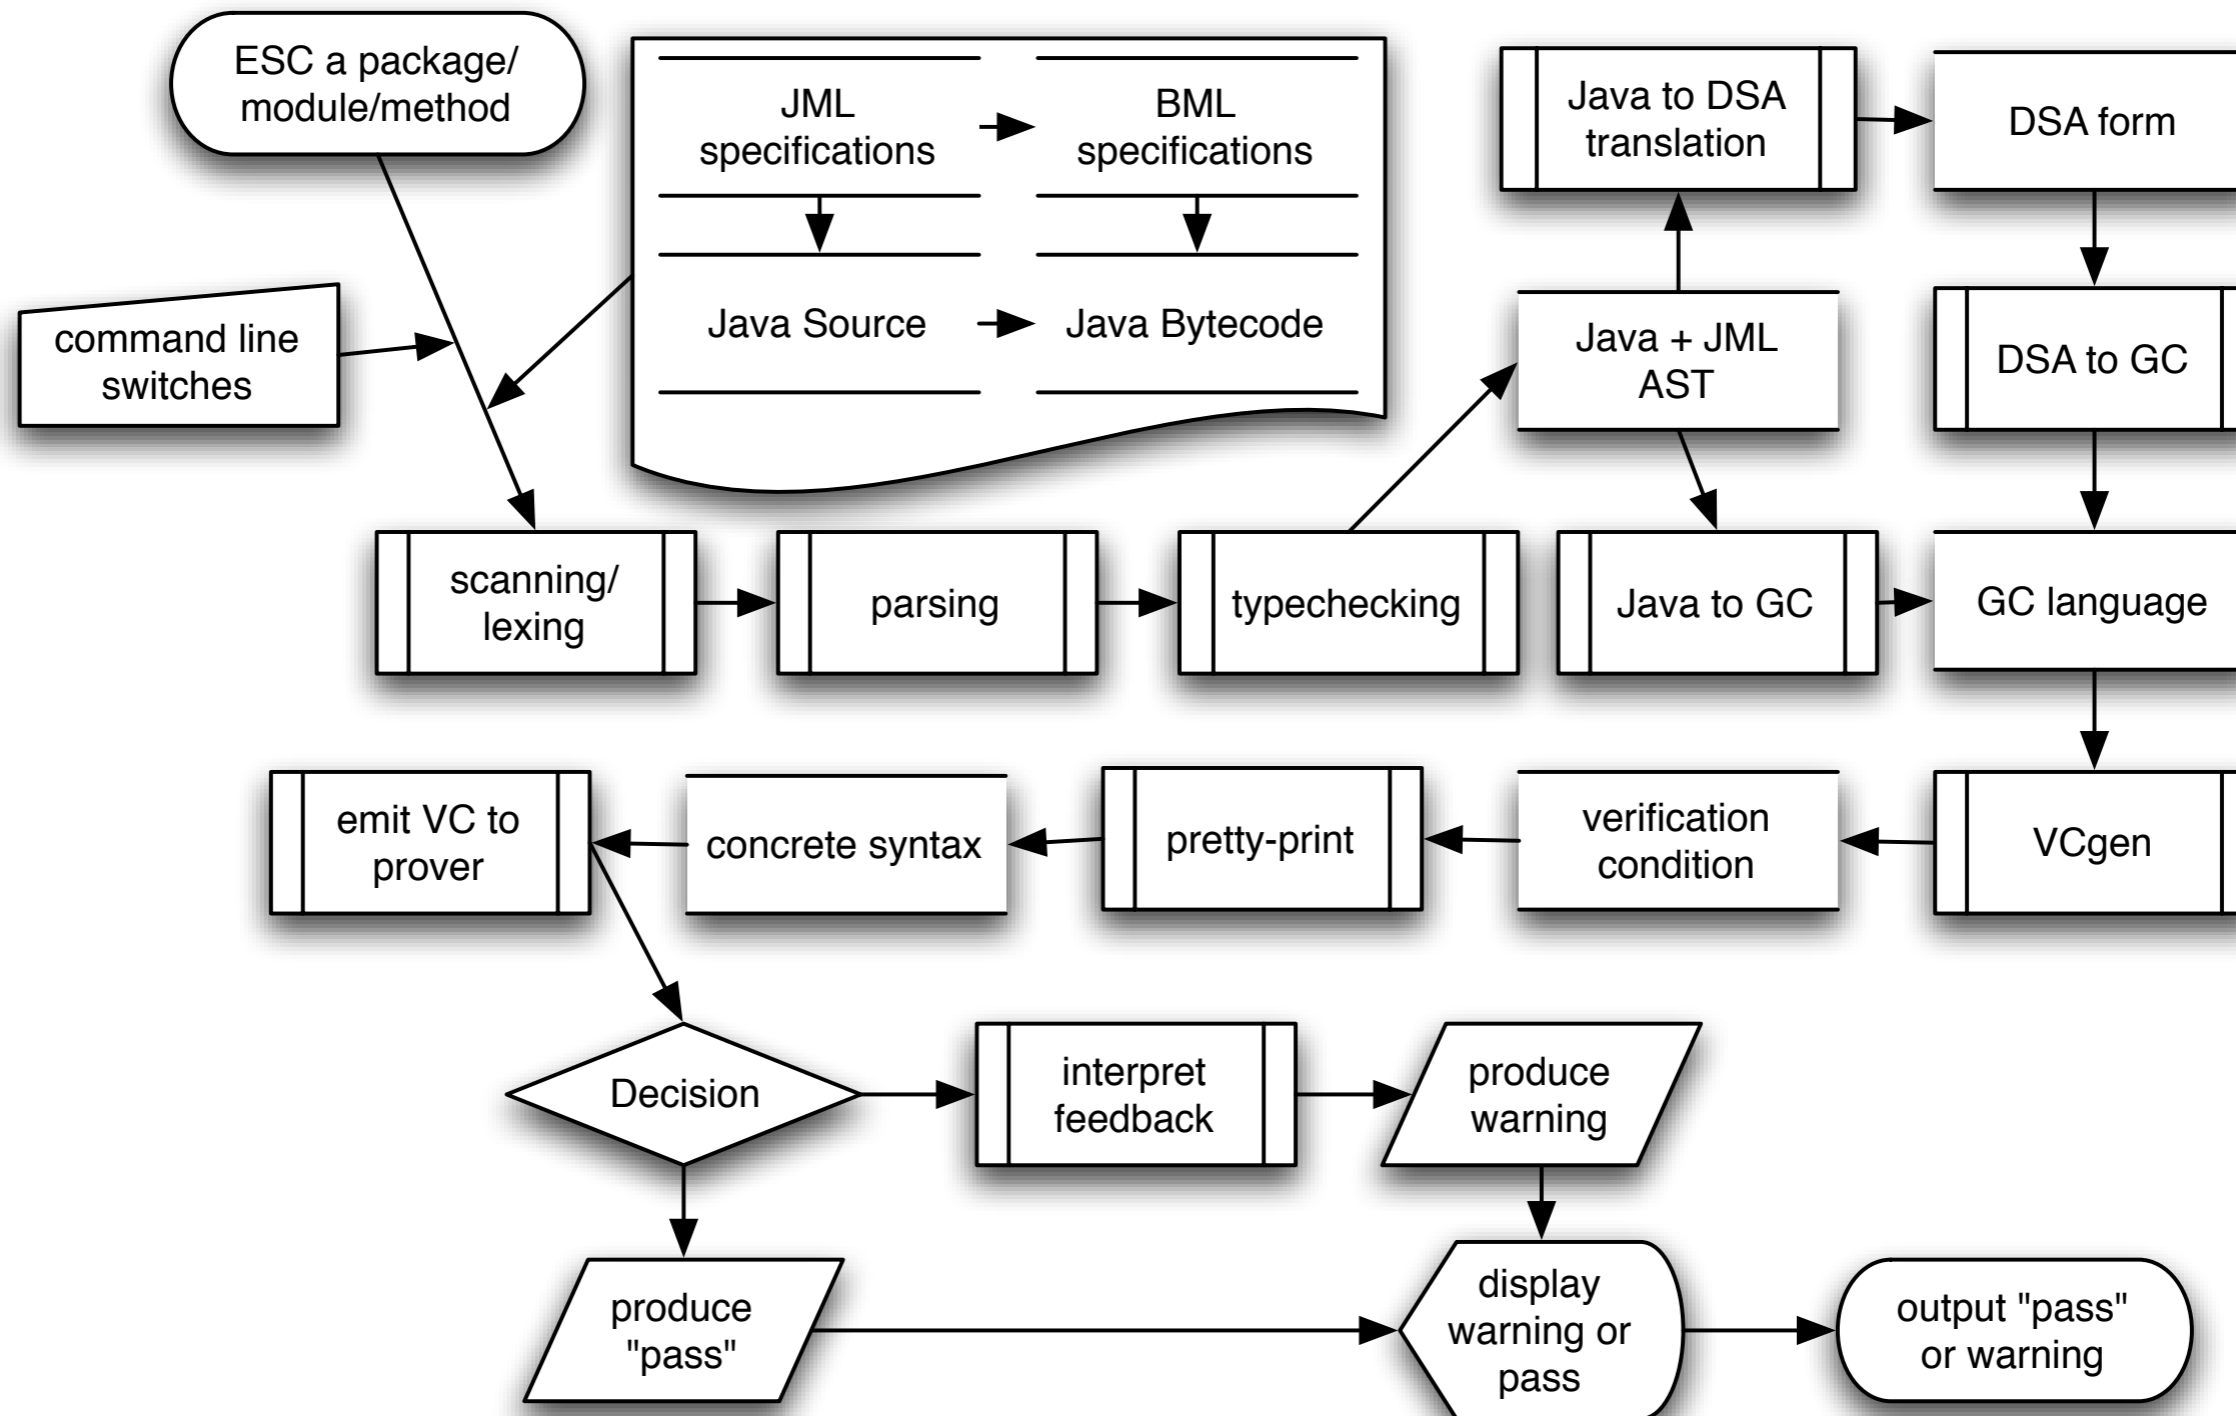 ESC a package/
module/method
JML
specifications
BML
specifications
Java to DSA
translation
DSA form
command line
switches
Java Source
Java Bytecode
Java + JML
AST
DSA to GC
scanning/
lexing
parsing
typechecking
Java to GC
GC language
emit VC to
prover
concrete syntax
pretty-print
verification
condition
VCgen
Decision
interpret
feedback
produce
warning
produce
"pass"
display
warning or
pass
output "pass"
or warning